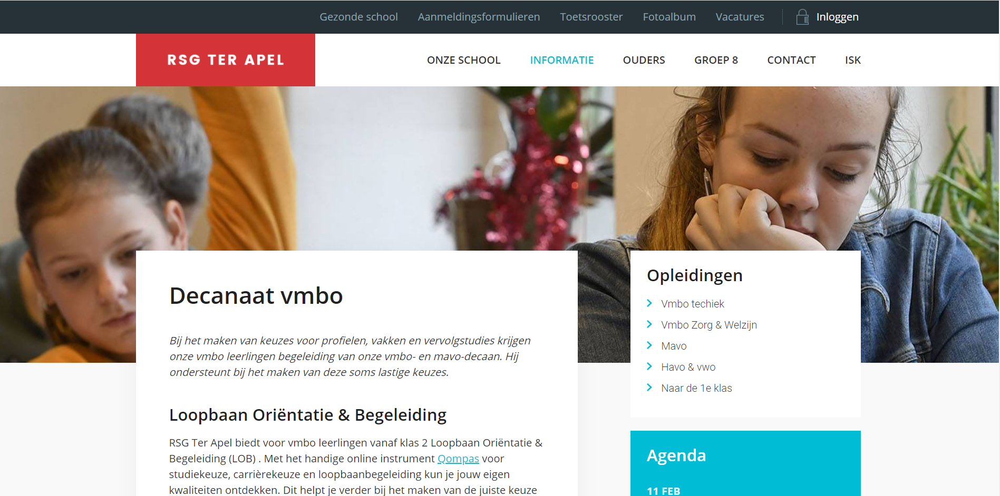 Gezonde school Aanmeldingsformulieren Toetsrooster Fotoalbum Vacatures Inloggen
RSG TER APEL
ONZE SCHOOL INFORMATIE OUDERS GROEP 8 CONTACT ISK
Decanaat vmbo
Bij het maken van keuzes voor profielen, vakken en vervolgstudies krijgen
onze vmbo leerlingen begeleiding van onze vmbo- en mavo-decaan. Hij
ondersteunt bij het maken van deze soms lastige keuzes.
Loopbaan Oriëntatie & Begeleiding
RSG Ter Apel biedt voor vmbo leerlingen vanaf klas 2 Loopbaan Oriëntatie &
Begeleiding (LOB) . Met het handige online instrument Qompas voor
studiekeuze, carrièrekeuze en loopbaanbegeleiding kun je jouw eigen
kwaliteiten ontdekken. Dit helpt je verder bij het maken van de juiste keuze
Opleidingen
Vmbo techiek
Vmbo Zorg & Welzijn
Mavo
Havo & vwo
Naar de 1e klas
Agenda
11 FEB